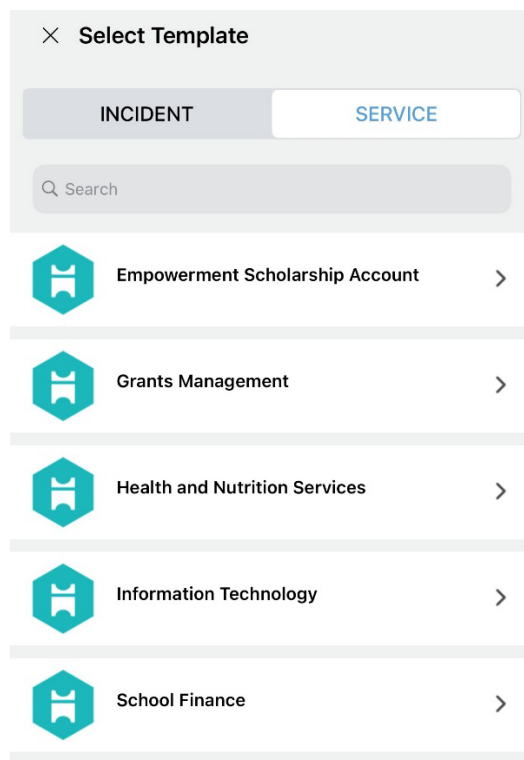 Select Template
INCIDENT
SERVICE
Search
Empowerment Scholarship Account
Grants Management
Health and Nutrition Services
Information Technology
School Finance